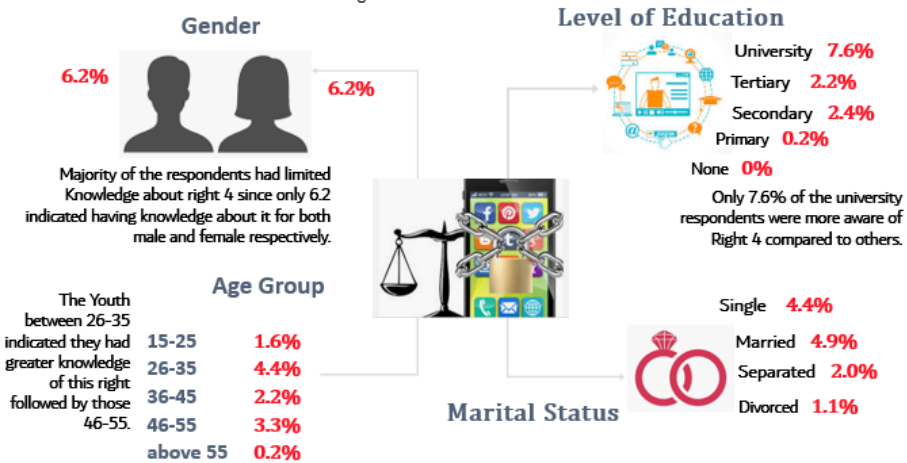 Gender
6.2%
6.2%
Majority of the respondents had limited
Knowledge about right 4 since only 6.2
indicated having knowledge about it for both
male and female respectively.
Level of Education
University 7.6%
Tertiary 2.2%
Secondary 2.4%
Primary 0.2%
None 0%
Only 7.6% of the university
respondents were more aware of
Right 4 compared to others.
Age Group
The Youth
between 26-35
indicated they had
greater knowledge
of this right
followed by those
46-55.
15-25 1.6%
26-35 4.4%
36-45 2.2%
46-55 3.3%
above 55 0.2%
Single 4.4%
Married 4.9%
Separated 2.0%
Divorced 1.1%
Marital Status